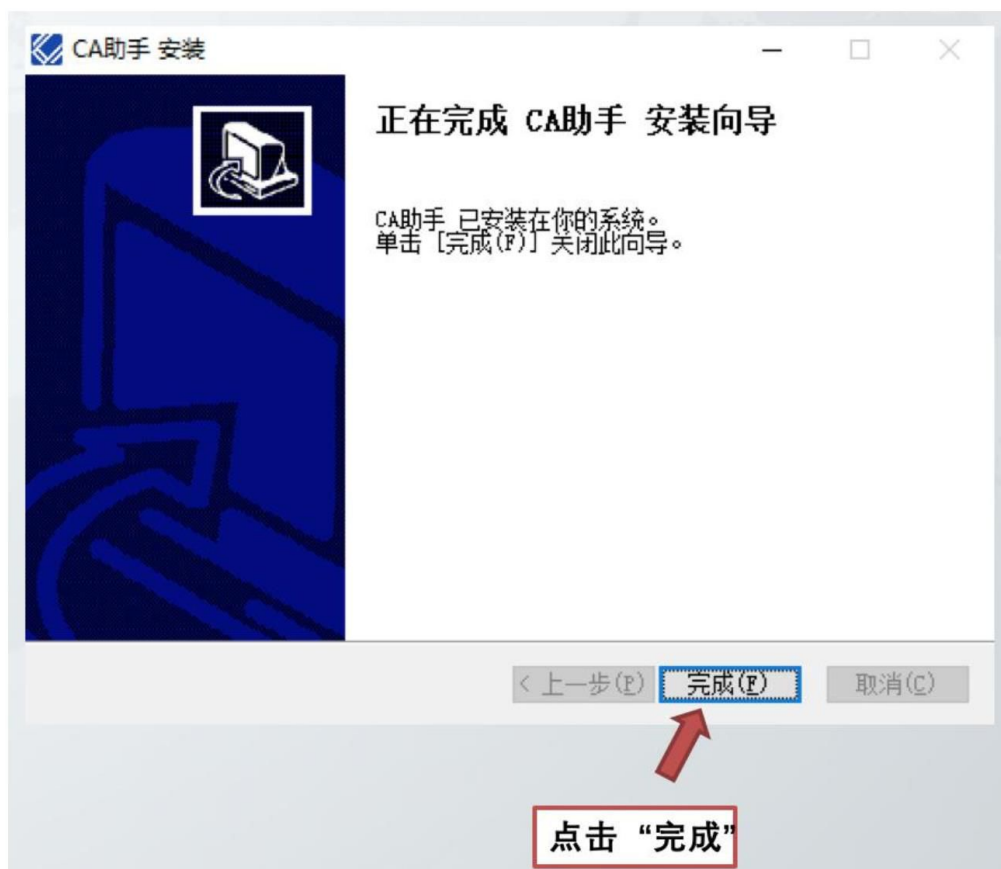 CA助手 安装
正在完成 CA助手 安装向导
CA助手 已安装在你的系统。
单击 [完成(F)] 关闭此向导。
< 上一步(P) 完成(F) 取消(C)
点击 “完成”